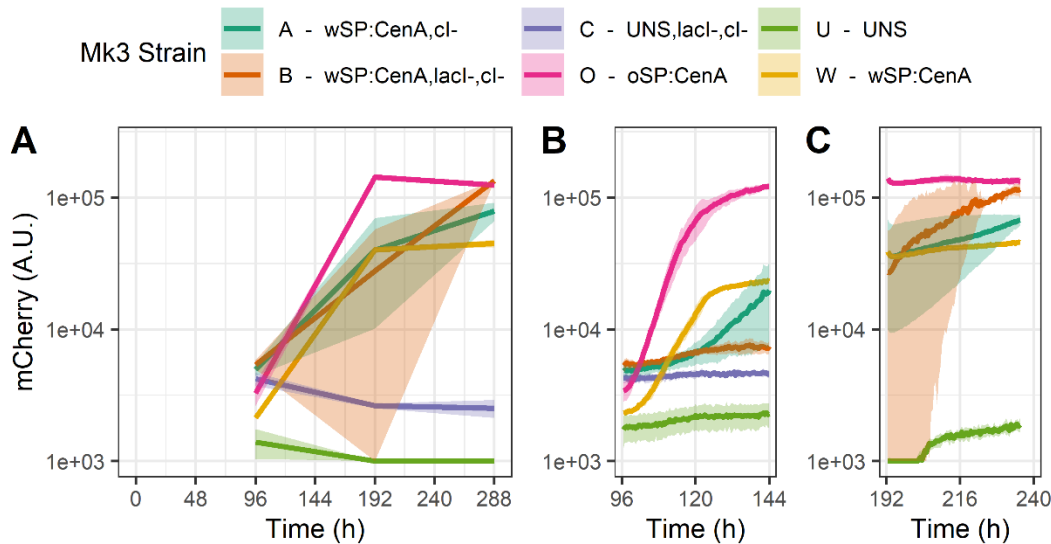 Mk3 Strain
A - wSP:CenA,cI-
C - UNS,lacI-,cI-
U - UNS
B - wSP:CenA,lacI-,cI-
O - oSP:CenA
W - wSP:CenA
A
B
C
mCherry (A.U.)
1e+05
1e+04
1e+03
0 48 96 144 192 240 288
Time (h)
1e+05
1e+04
1e+03
96 120 144
Time (h)
1e+05
1e+04
1e+03
192 216 240
Time (h)